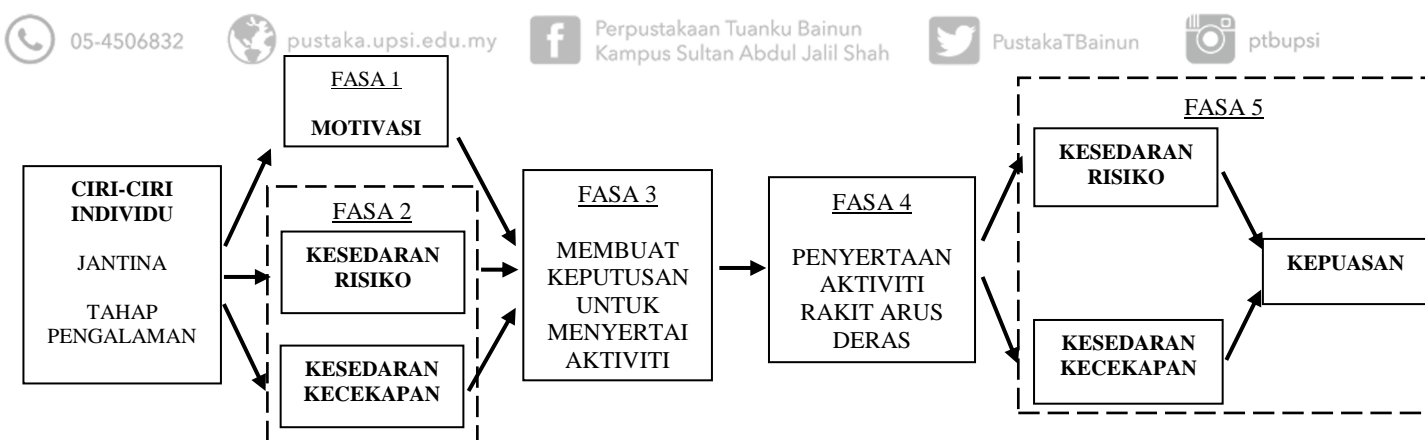 05-4506832
pustaka.upsi.edu.my
Perpustakaan Tuanku Bainun
Kampus Sultan Abdul Jalil Shah
PustakaTBainun
ptbupsi
CIRI-CIRI
INDIVIDU
JANTINA
TAHAP
PENGALAMAN
FASA 1
MOTIVASI
FASA 2
KESEDARAN
RISIKO
KESEDARAN
KECEKAPAN
FASA 3
MEMBUAT
KEPUTUSAN
UNTUK
MENYERTAI
AKTIVITI
FASA 4
PENYERTAAN
AKTIVITI
RAKIT ARUS
DERAS
FASA 5
KESEDARAN
RISIKO
KESEDARAN
KECEKAPAN
KEPUASAN